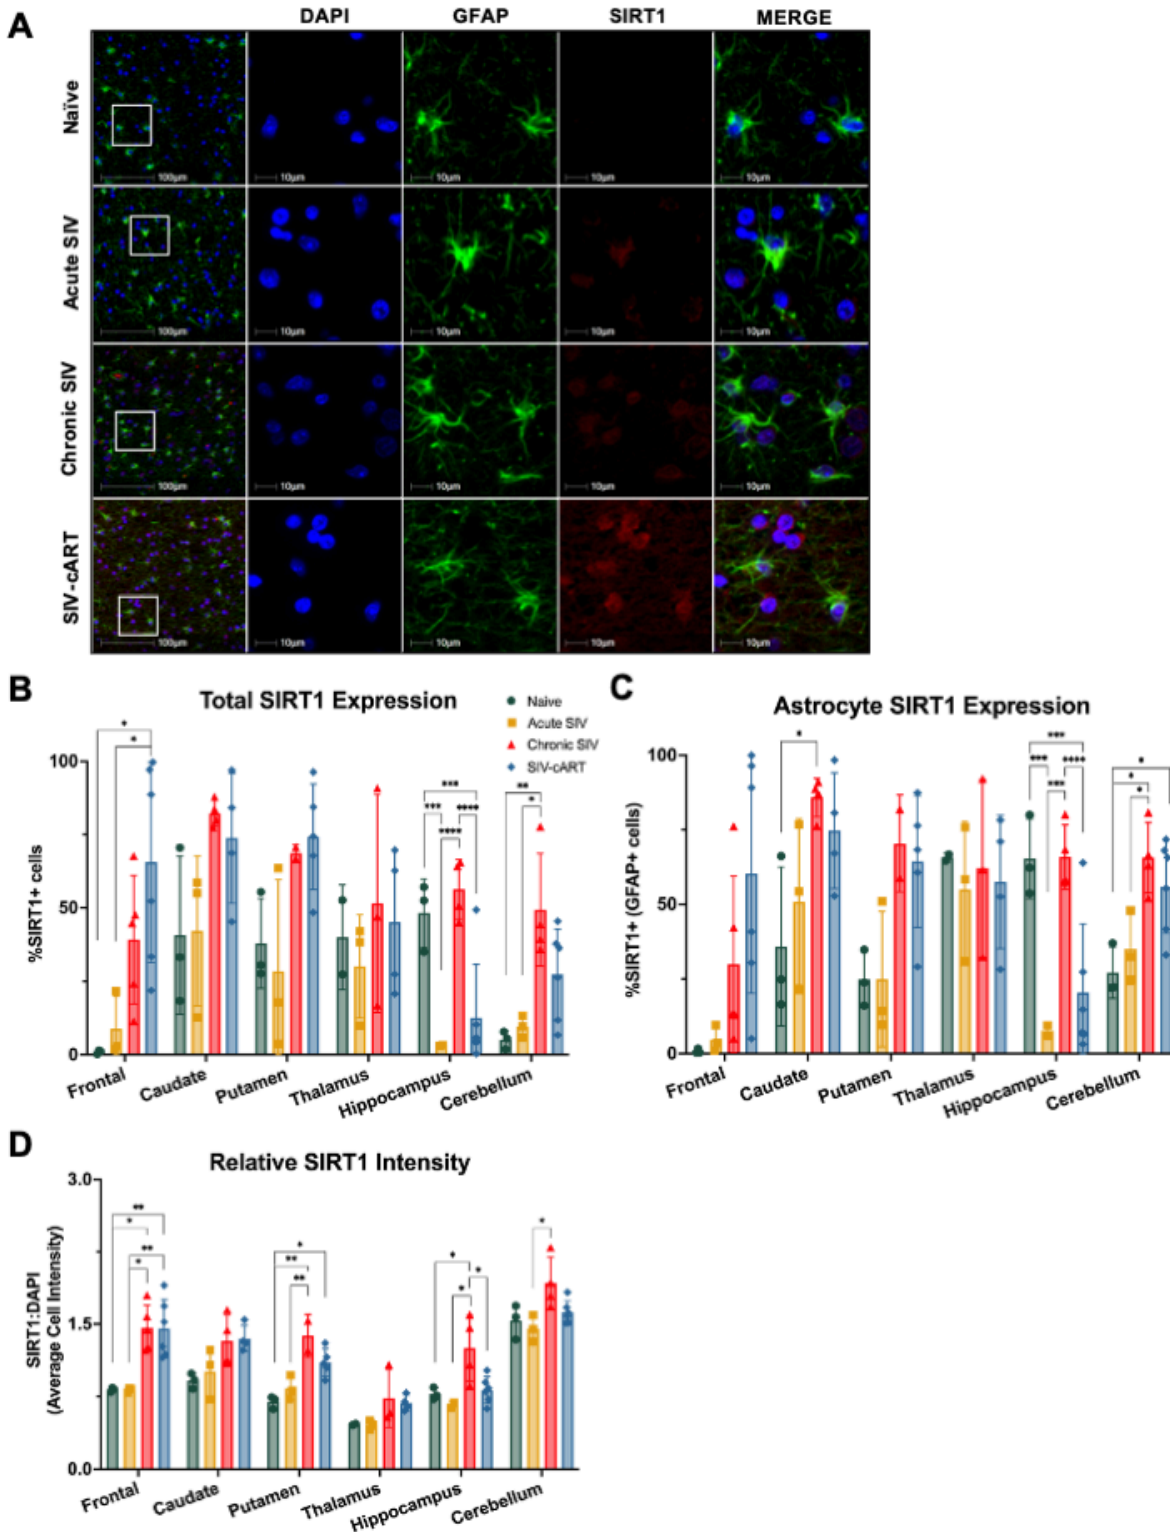 A
DAPI GFAP SIRT1 MERGE
Naïve
100µm 10µm 10µm 10µm 10µm
Acute SIV
100µm 10µm 10µm 10µm 10µm
Chronic SIV
100µm 10µm 10µm 10µm 10µm
SIV-cART
100µm 10µm 10µm 10µm 10µm
B
Total SIRT1 Expression
Naive
Acute SIV
Chronic SIV
SIV-cART
%SIRT1+ cells
100
50
0
* * *** *** **** **** ** *
Frontal Caudate Putamen Thalamus Hippocampus Cerebellum
C
Astrocyte SIRT1 Expression
%SIRT1+ (GFAP+ cells)
100
50
0
* *** *** **** *** * * *
Frontal Caudate Putamen Thalamus Hippocampus Cerebellum
D
Relative SIRT1 Intensity
SIRT1:DAPI
(Average Cell Intensity)
3.0
1.5
0.0
** * ** * * ** ** * * * *
Frontal Caudate Putamen Thalamus Hippocampus Cerebellum